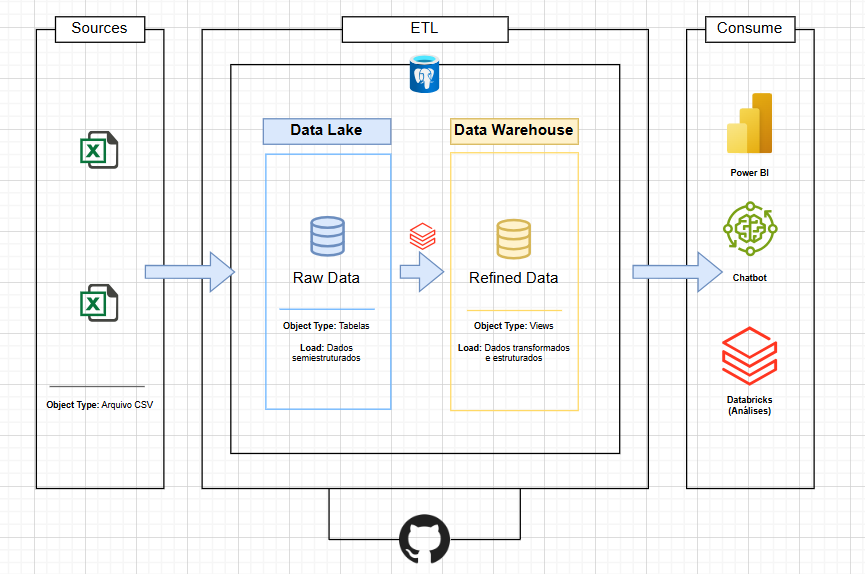 Sources
ETL
Consume
Data Lake
Data Warehouse
Raw Data
Refined Data
Object Type: Tabelas
Load: Dados
semiestruturados
Object Type: Views
Load: Dados transformados
e estruturados
Object Type: Arquivo CSV
Power BI
Chatbot
Databricks
(Análises)